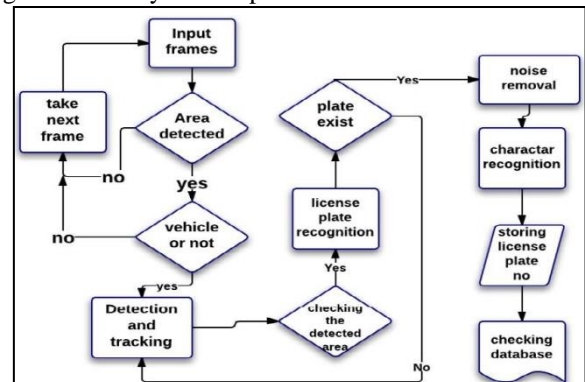 Input
frames
take
next
frame
Area
detected
no
yes
no
vehicle
or not
yes
Detection
and
tracking
checking
the
detected
area
Yes
license
plate
recognition
plate
exist
Yes
No
noise
removal
charactar
recognition
storing
license
plate
no
checking
database